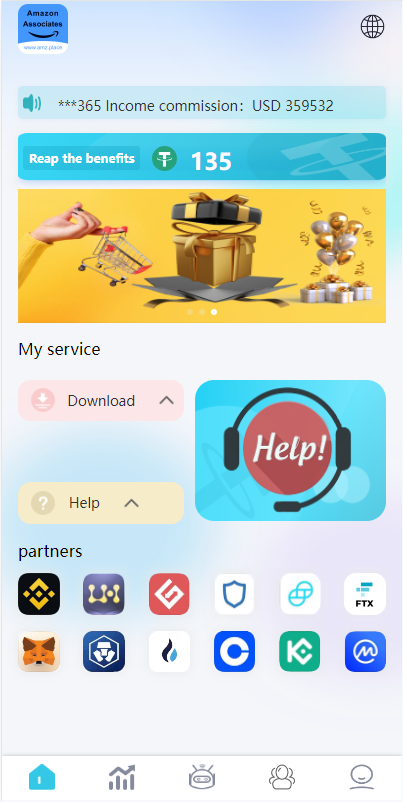 Amazon
Associates
www.amz.place
***365 Income commission： USD 359532
Reap the benefits
135
My service
Download
Help!
Help
partners
FTX